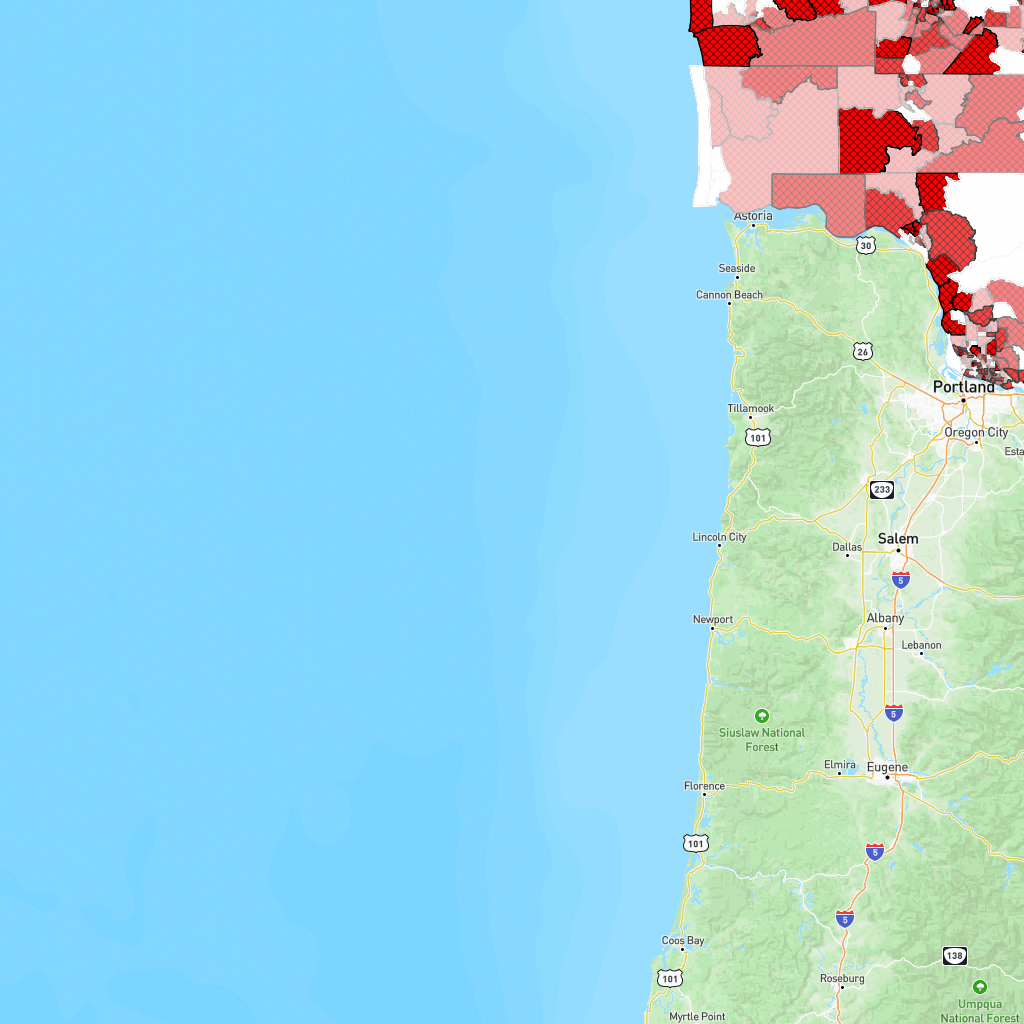 Astoria
30
Seaside
Cannon Beach
26
Portland
Tillamook
101
Oregon City
Esta
233
Lincoln City
Salem
Dallas
5
Newport
Albany
Lebanon
5
Siuslaw National
Forest
Elmira
Eugene
Florence
101
5
5
Coos Bay
138
101
Roseburg
Umpqua
National Forest
Myrtle Point